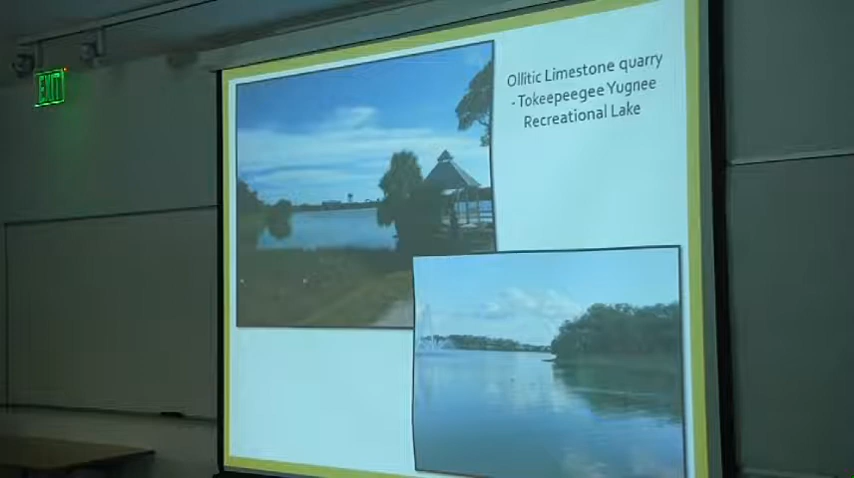 EXIT
Ollitic Limestone quarry
- Tokeepeegee Yugnee
Recreational Lake